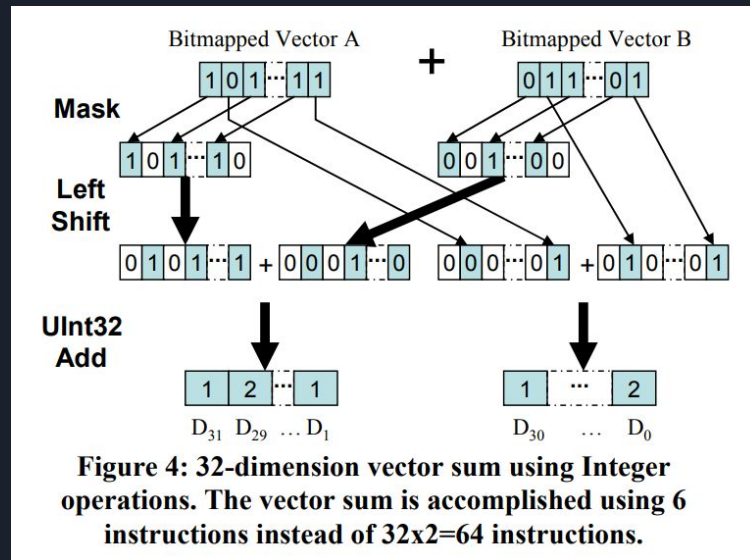 Bitmapped Vector A + Bitmapped Vector B
1 0 1 ... 1 1 0 1 1 ... 0 1
Mask
1 0 1 ... 1 0 0 0 1 ... 0 0
Left
Shift
0 1 0 1 ... 1 + 0 0 0 1 ... 0 0 0 0 ... 0 1 + 0 1 0 ... 0 1
UInt32
Add
1 2 ... 1 1 ... 2
D31 D29 ... D1 D30 ... D0
Figure 4: 32-dimension vector sum using Integer
operations. The vector sum is accomplished using 6
instructions instead of 32x2=64 instructions.